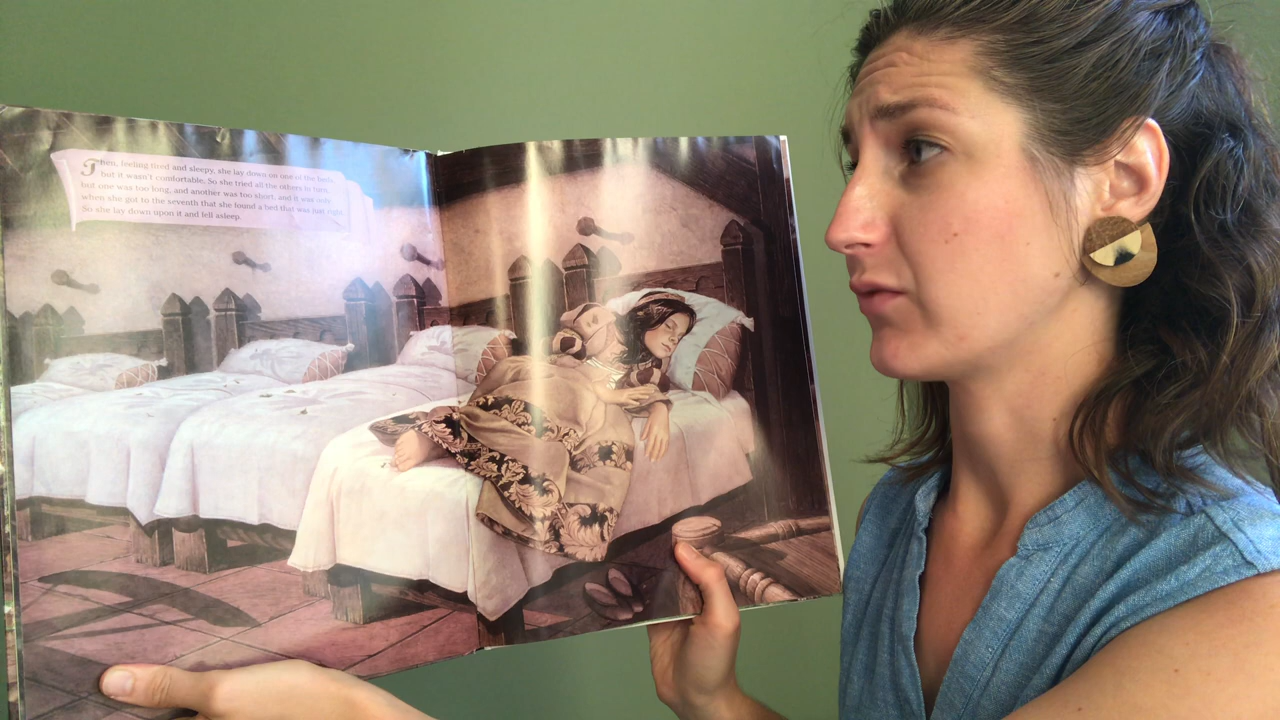 Then, feeling tired and sleepy, she lay down on one of the beds,
but it wasn't comfortable. So she tried all the others in turn,
but one was too long, and another was too short, and it was only
when she got to the seventh that she found a bed that was just right.
So she lay down upon it and fell asleep.